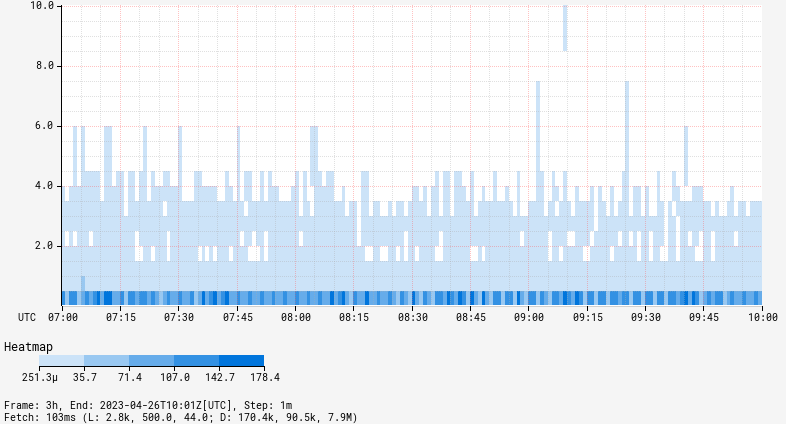 10.0
8.0
6.0
4.0
2.0
UTC 07:00 07:15 07:30 07:45 08:00 08:15 08:30 08:45 09:00 09:15 09:30 09:45 10:00
Heatmap
251.3μ 35.7 71.4 107.0 142.7 178.4
Frame: 3h, End: 2023-04-26T10:01Z[UTC], Step: 1m
Fetch: 103ms (L: 2.8k, 500.0, 44.0; D: 170.4k, 90.5k, 7.9M)